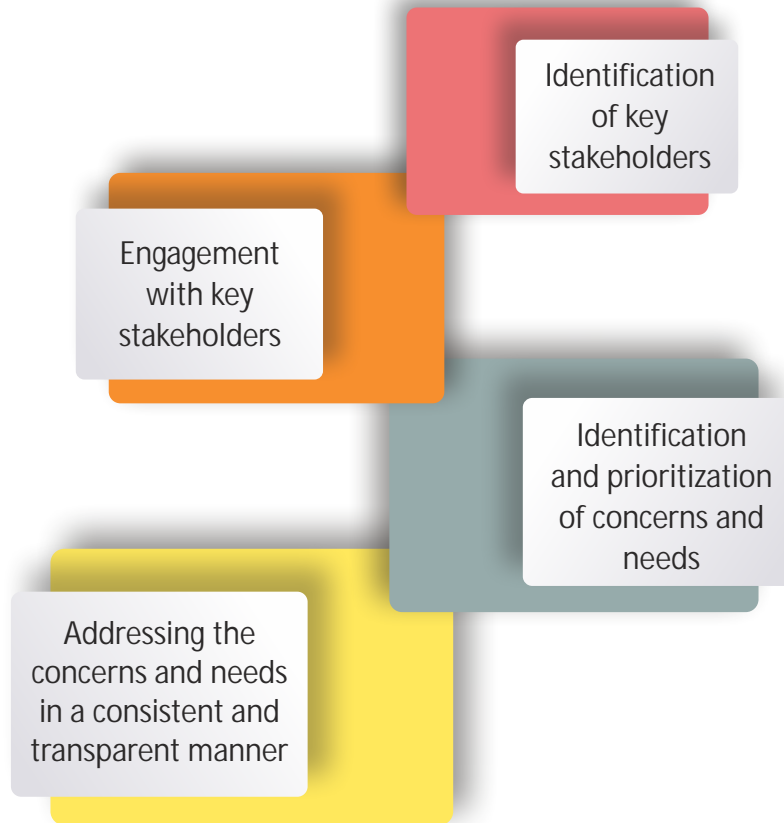 Identification
of key
stakeholders
Engagement
with key
stakeholders
Identification
and prioritization
of concerns and
needs
Addressing the
concerns and needs
in a consistent and
transparent manner